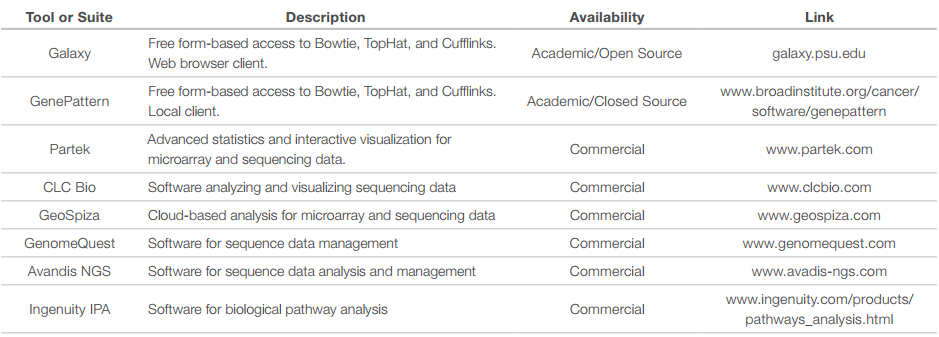 Tool or Suite Description Availability Link
Galaxy Free form-based access to Bowtie, TopHat, and Cufflinks. Academic/Open Source galaxy.psu.edu
Web browser client.
GenePattern Free form-based access to Bowtie, TopHat, and Cufflinks. Academic/Closed Source www.broadinstitute.org/cancer/
Local client. software/genepattern
Partek Advanced statistics and interactive visualization for Commercial www.partek.com
microarray and sequencing data.
CLC Bio Software analyzing and visualizing sequencing data Commercial www.clcbio.com
GeoSpiza Cloud-based analysis for microarray and sequencing data Commercial www.geospiza.com
GenomeQuest Software for sequence data management Commercial www.genomequest.com
Avandis NGS Software for sequence data analysis and management Commercial www.avadis-ngs.com
Ingenuity IPA Software for biological pathway analysis Commercial www.ingenuity.com/products/
pathways_analysis.html